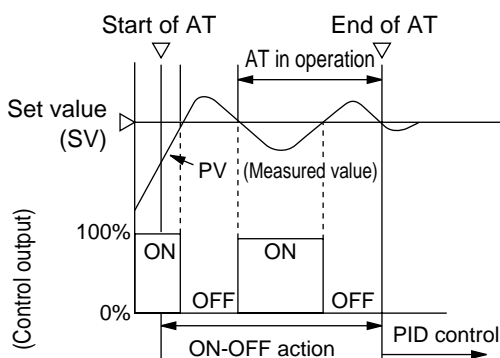 Start of AT
End of AT
AT in operation
Set value
(SV)
PV
(Measured value)
(Control output)
100%
ON
ON
0%
OFF
OFF
ON-OFF action
PID control